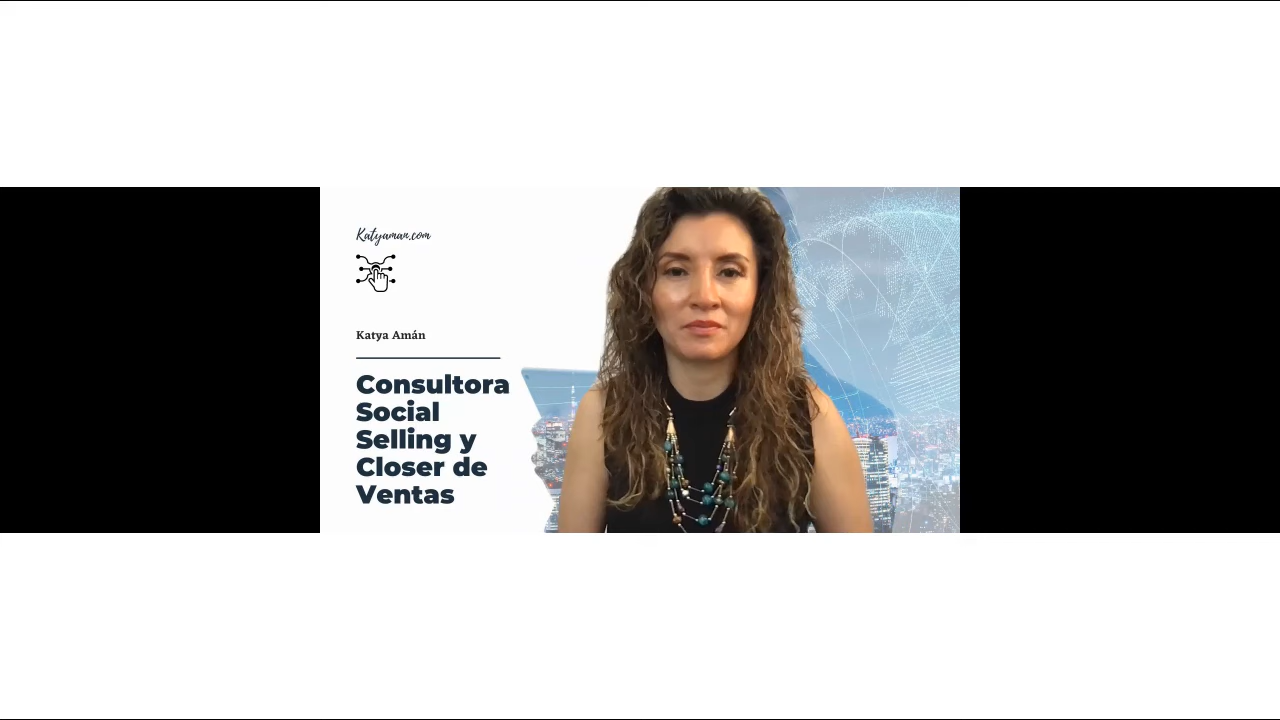 Katyaman.com
Katya Amán
Consultora
Social
Selling y
Closer de
Ventas